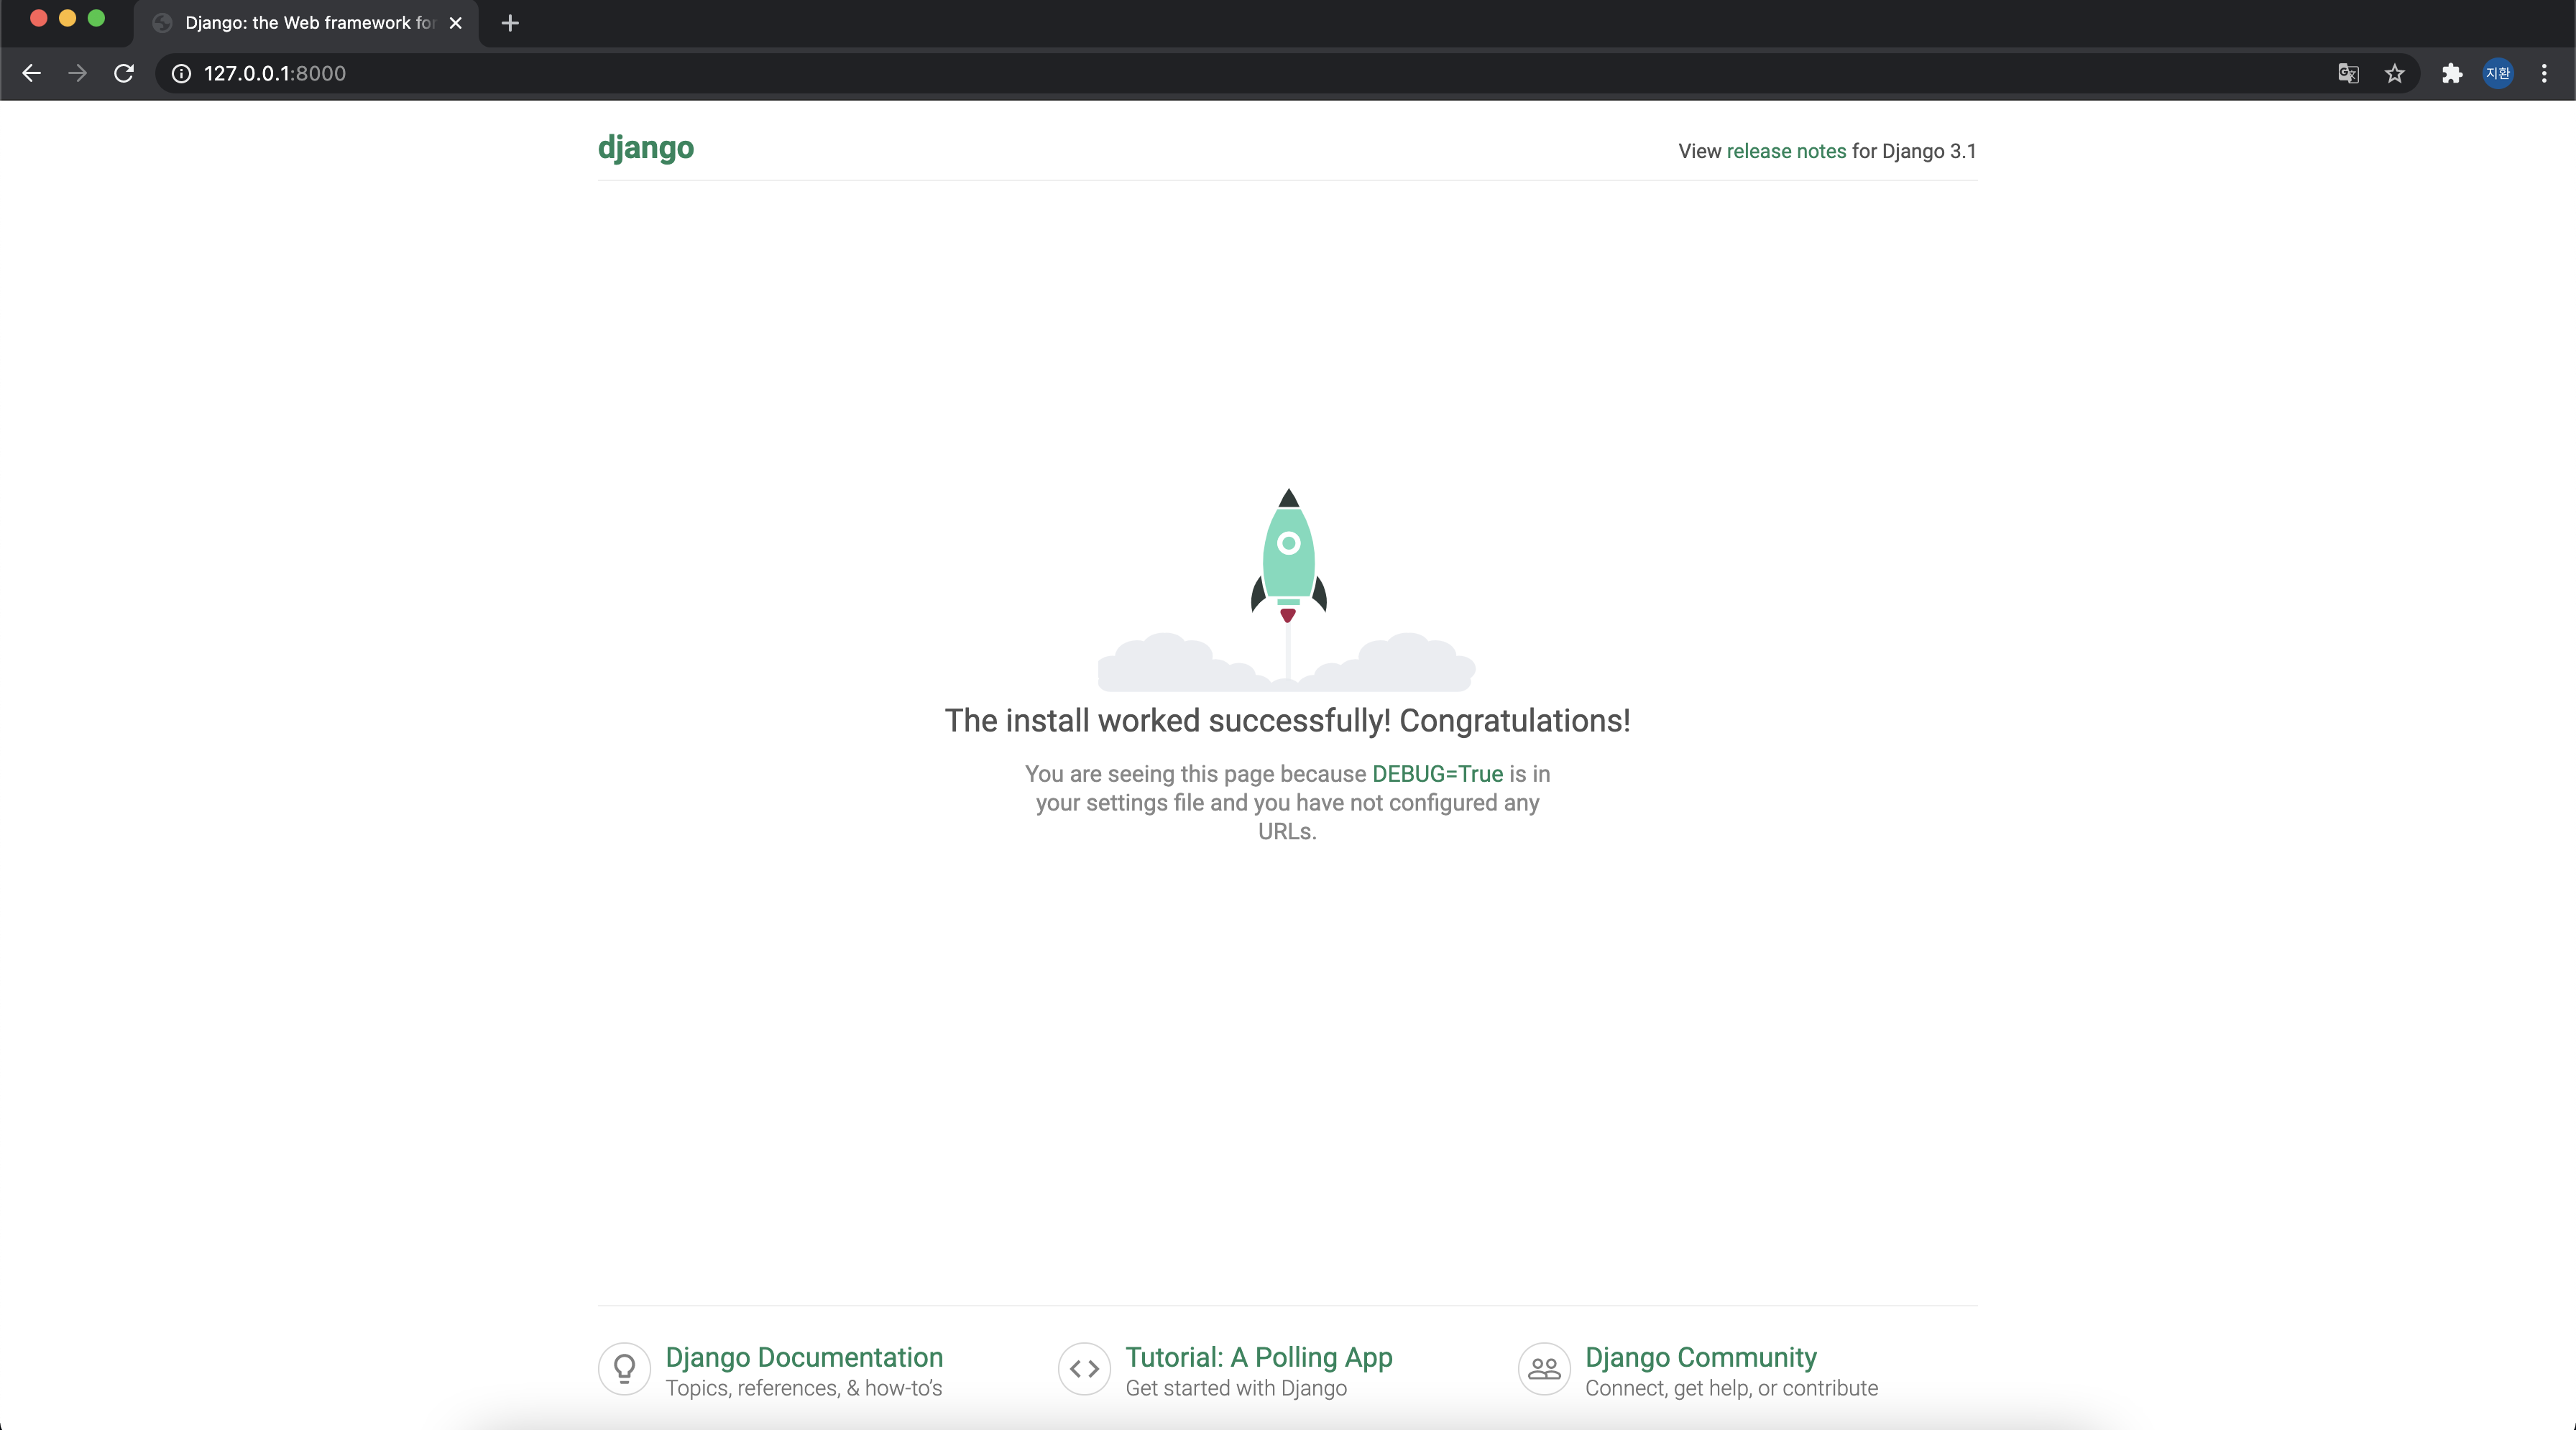 Django: the Web framework for
127.0.0.1:8000
지환
django
View release notes for Django 3.1
The install worked successfully! Congratulations!
You are seeing this page because DEBUG=True is in
your settings file and you have not configured any
URLs.
Django Documentation
Topics, references, & how-to’s
Tutorial: A Polling App
Get started with Django
Django Community
Connect, get help, or contribute